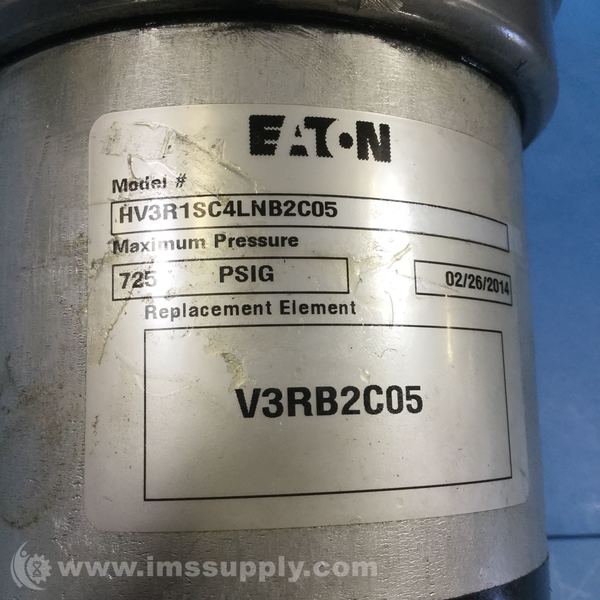 EATON
Model #
HV3R1SC4LNB2C05
Maximum Pressure
725 PSIG 02/26/2014
Replacement Element
V3RB2C05
www.imssupply.com